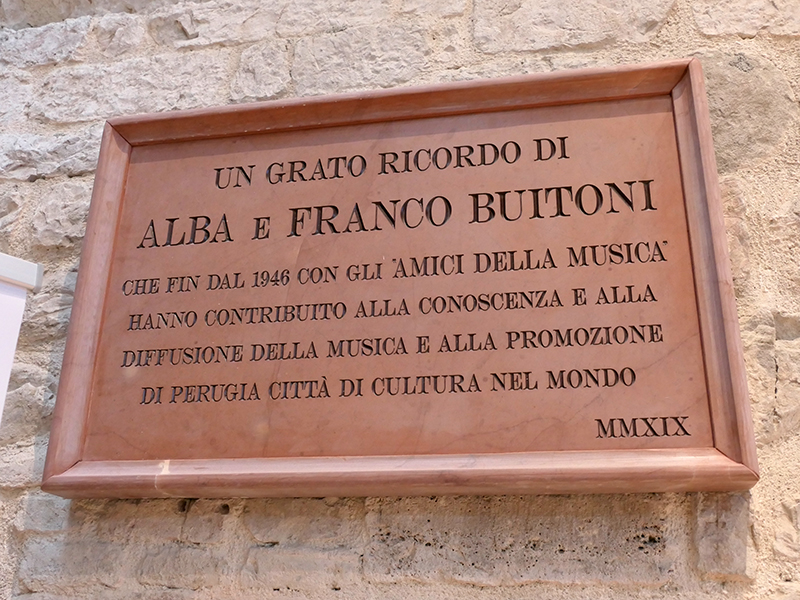 UN GRATO RICORDO DI
ALBA E FRANCO BUITONI
CHE FIN DAL 1946 CON GLI "AMICI DELLA MUSICA"
HANNO CONTRIBUITO ALLA CONOSCENZA E ALLA
DIFFUSIONE DELLA MUSICA E ALLA PROMOZIONE
DI PERUGIA CITTÀ DI CULTURA NEL MONDO
MMXIX